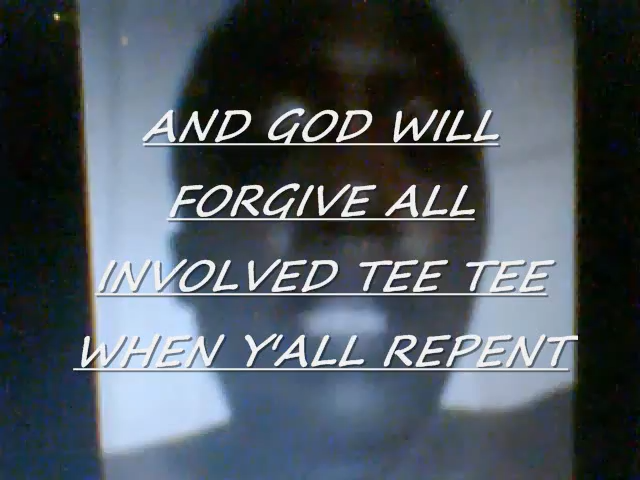 AND GOD WILL
FORGIVE ALL
INVOLVED TEE TEE
WHEN Y'ALL REPENT